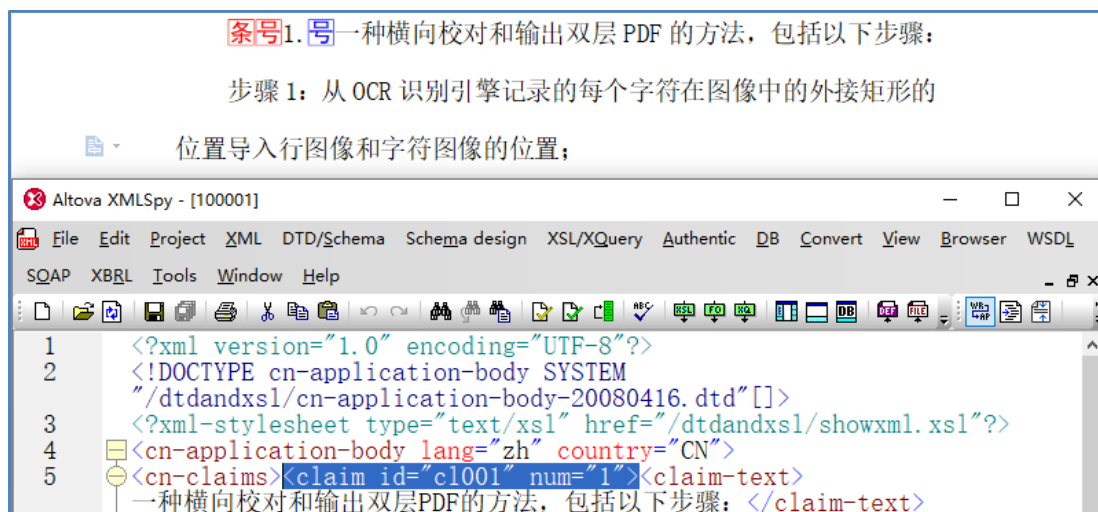 条号1.号一种横向校对和输出双层 PDF 的方法，包括以下步骤：
步骤 1：从 OCR 识别引擎记录的每个字符在图像中的外接矩形的
位置导入行图像和字符图像的位置；
Altova XMLSpy - [100001]
File Edit Project XML DTD/Schema Schema design XSL/XQuery Authentic DB Convert View Browser WSDL
SOAP XBRL Tools Window Help
1 <?xml version="1.0" encoding="UTF-8"?>
2 <!DOCTYPE cn-application-body SYSTEM
"/dtdandxsl/cn-application-body-20080416.dtd"[]>
3 <?xml-stylesheet type="text/xsl" href="/dtdandxsl/showxml.xsl"?>
4 <cn-application-body lang="zh" country="CN">
5 <cn-claims><claim id="cl001" num="1"><claim-text>
一种横向校对和输出双层PDF的方法，包括以下步骤：</claim-text>